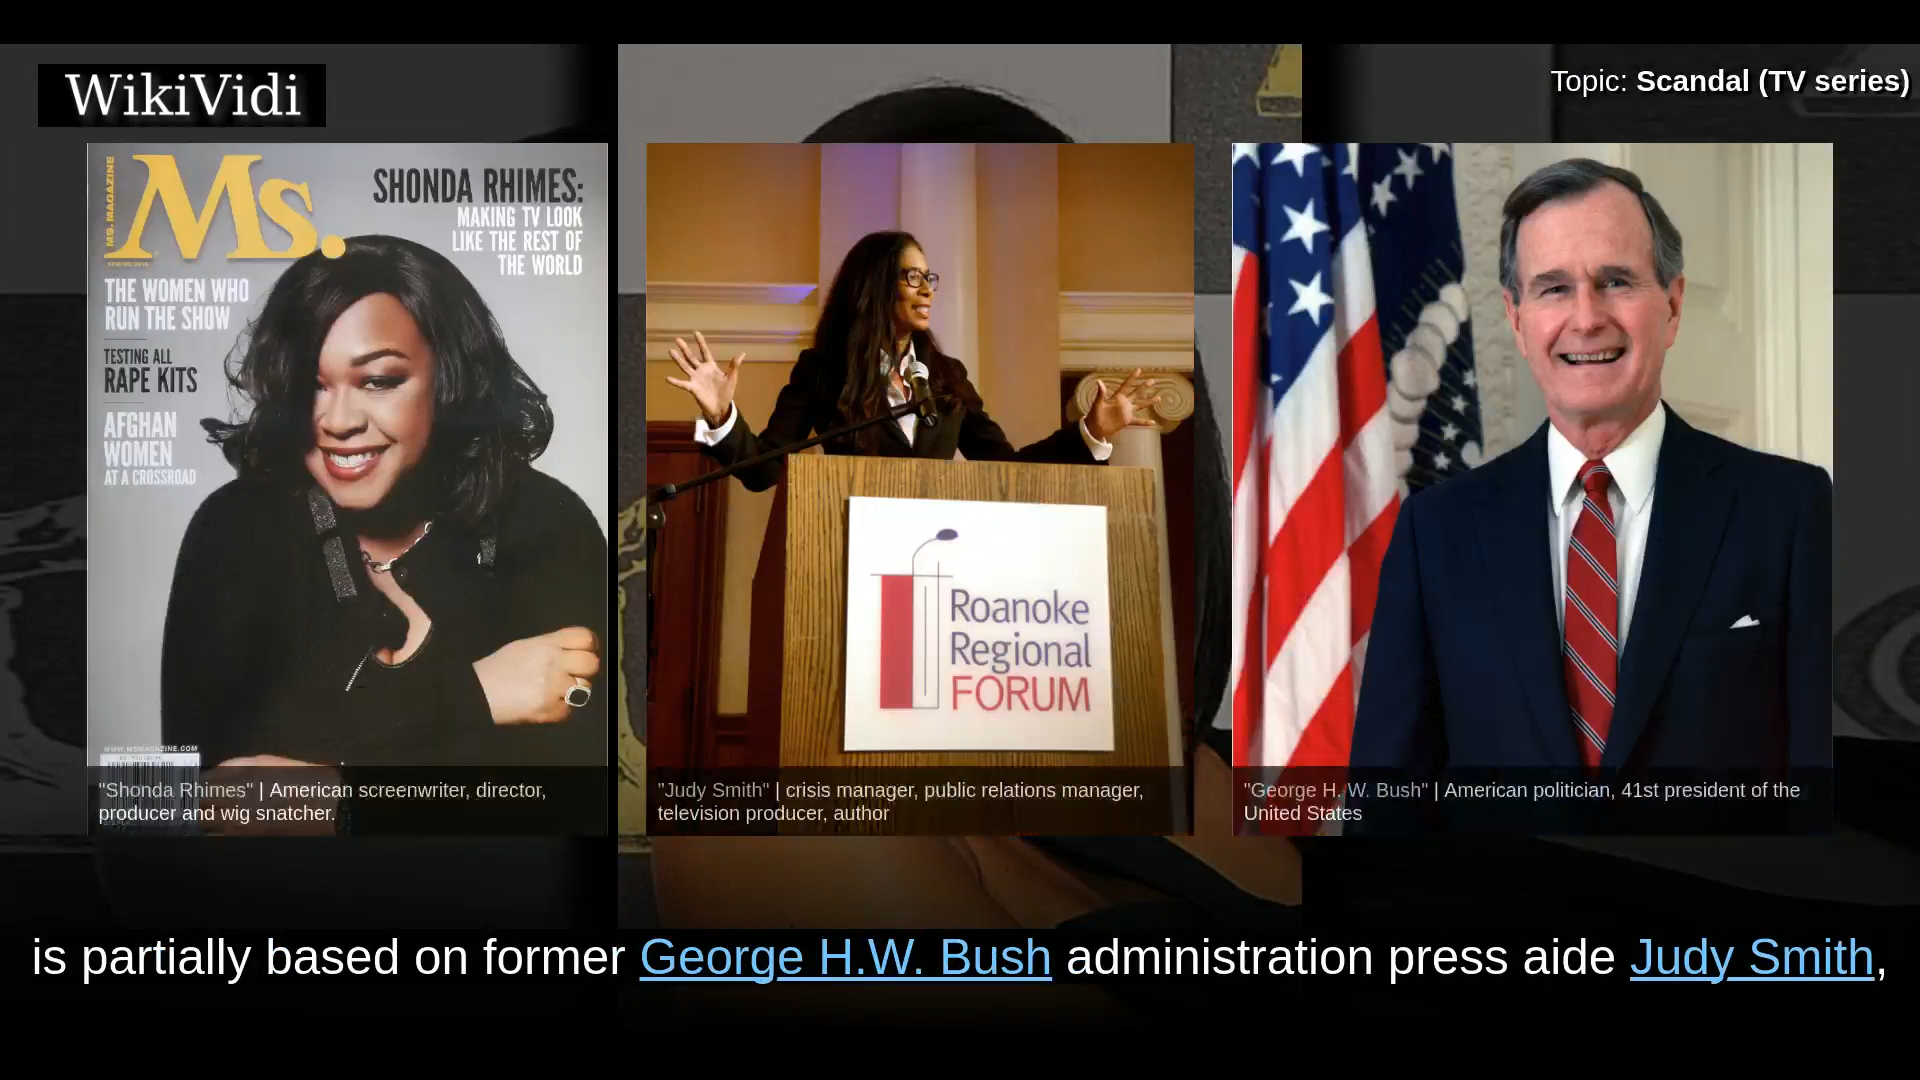 WikiVidi
Topic: Scandal (TV series)
MS. MAGAZINE
Ms.
SHONDA RHIMES:
MAKING TV LOOK
LIKE THE REST OF
THE WORLD
THE WOMEN WHO
RUN THE SHOW
TESTING ALL
RAPE KITS
AFGHAN
WOMEN
AT A CROSSROAD
WWW.MSMAGAZINE.COM
"Shonda Rhimes" | American screenwriter, director,
producer and wig snatcher.
Roanoke
Regional
FORUM
"Judy Smith" | crisis manager, public relations manager,
television producer, author
"George H. W. Bush" | American politician, 41st president of the
United States
is partially based on former George H.W. Bush administration press aide Judy Smith,